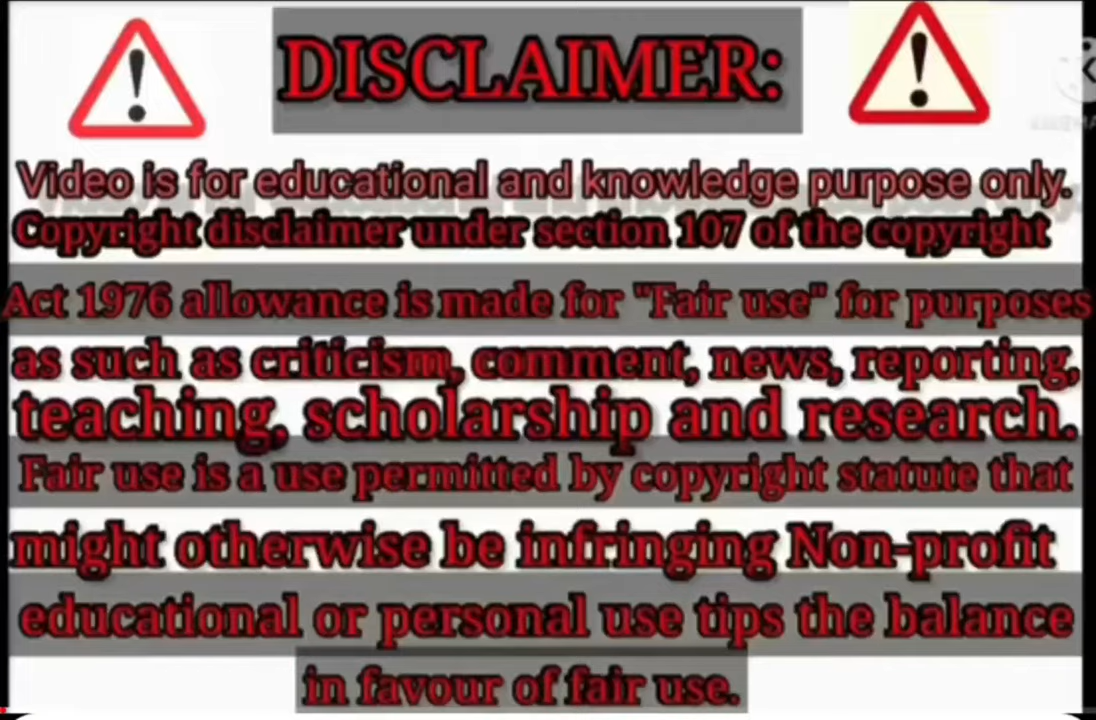 DISCLAIMER:
Video is for educational and knowledge purpose only.
Copyright disclaimer under section 107 of the copyright
Act 1976 allowance is made for "Fair use" for purposes
as such as criticism, comment, news, reporting,
teaching, scholarship and research.
Fair use is a use permitted by copyright statute that
might otherwise be infringing Non-profit
educational or personal use tips the balance
in favour of fair use.